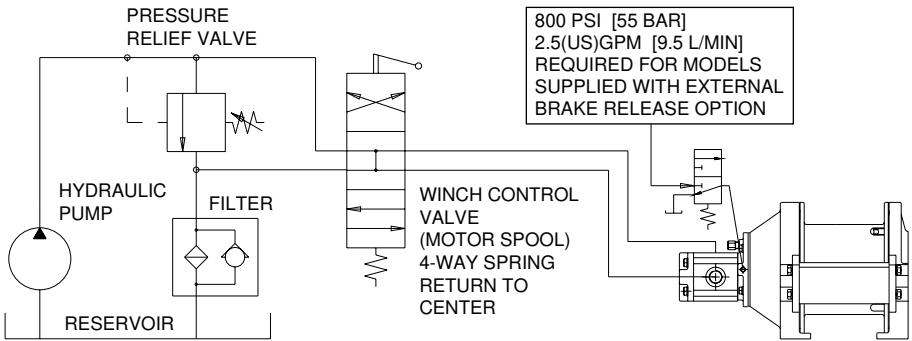 PRESSURE
RELIEF VALVE
800 PSI [55 BAR]
2.5(US)GPM [9.5 L/MIN]
REQUIRED FOR MODELS
SUPPLIED WITH EXTERNAL
BRAKE RELEASE OPTION
HYDRAULIC
PUMP
FILTER
WINCH CONTROL
VALVE
(MOTOR SPOOL)
4-WAY SPRING
RETURN TO
CENTER
RESERVOIR